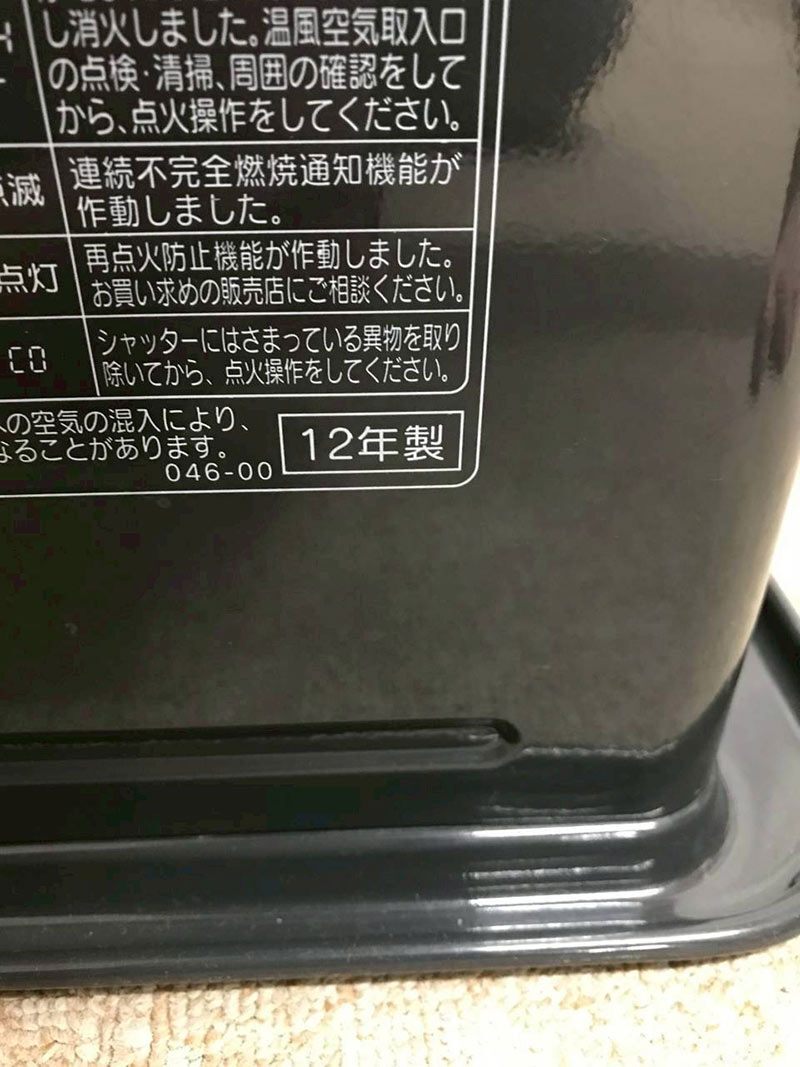 し消火しました。温風空気取入口
の点検・清掃、周囲の確認をして
から、点火操作をしてください。
滅
連続不完全燃焼通知機能が
作動しました。
点灯
再点火防止機能が作動しました。
お買い求めの販売店にご相談ください。
CO
シャッターにはさまっている異物を取り
除いてから、点火操作をしてください。
の空気の混入により、
なることがあります。
046-00
12年製